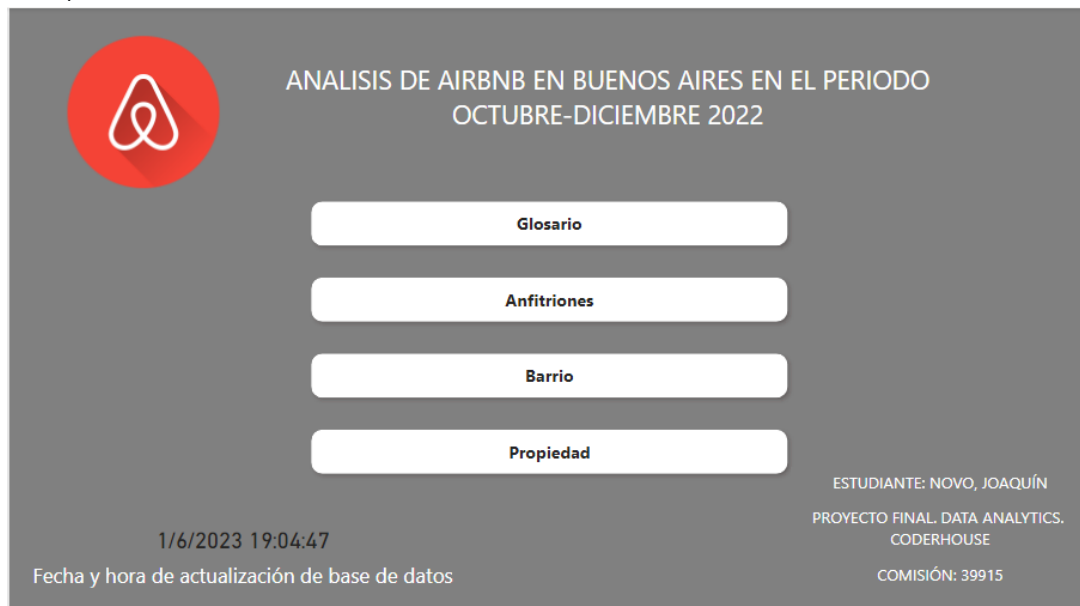 ANALISIS DE AIRBNB EN BUENOS AIRES EN EL PERIODO
OCTUBRE-DICIEMBRE 2022
Glosario
Anfitriones
Barrio
Propiedad
ESTUDIANTE: NOVO, JOAQUÍN
PROYECTO FINAL. DATA ANALYTICS.
CODERHOUSE
COMISIÓN: 39915
1/6/2023 19:04:47
Fecha y hora de actualización de base de datos